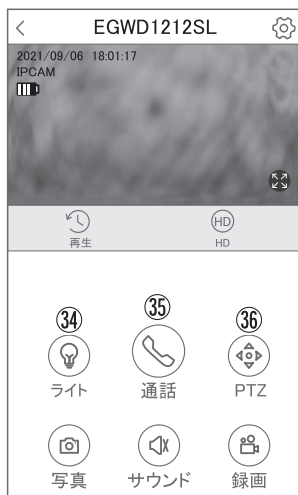 EGWD1212SL
2021/09/06 18:01:17
IPCAM
HD
再生 HD
㉞ ㉟ ㊱
ライト 通話 PTZ
写真 サウンド 録画